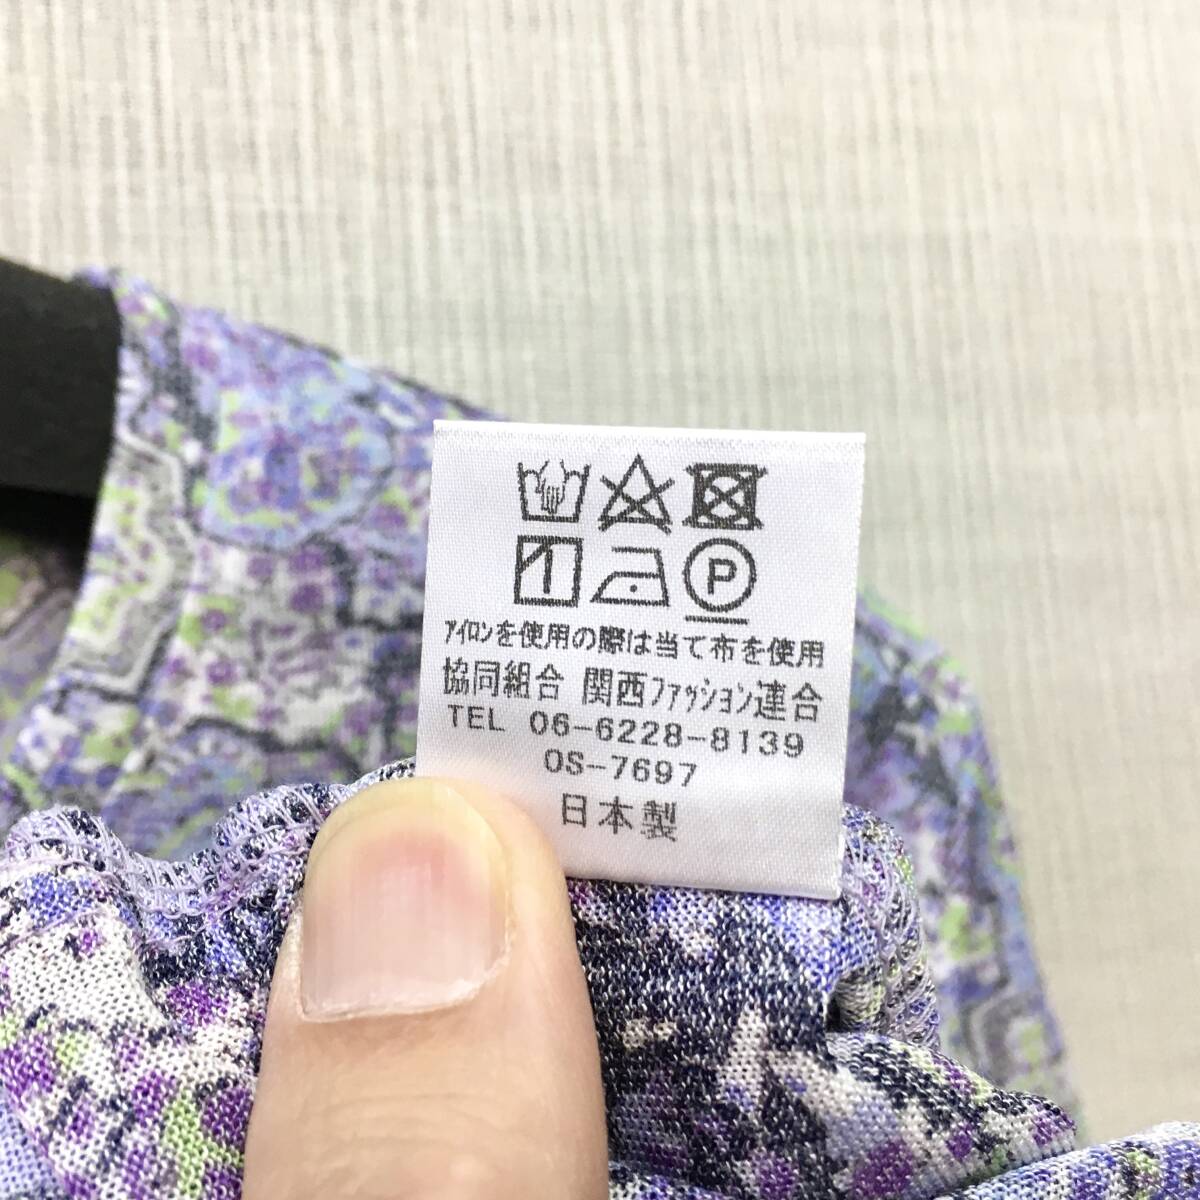 P
アイロンを使用の際は当て布を使用
協同組合 関西ファッション連合
TEL 06-6228-8139
OS-7697
日本製